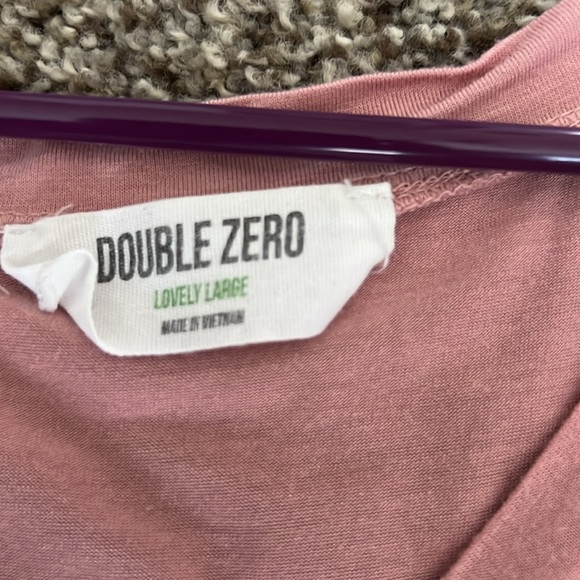 DOUBLE ZERO
LOVELY LARGE
MADE IN VIETNAM